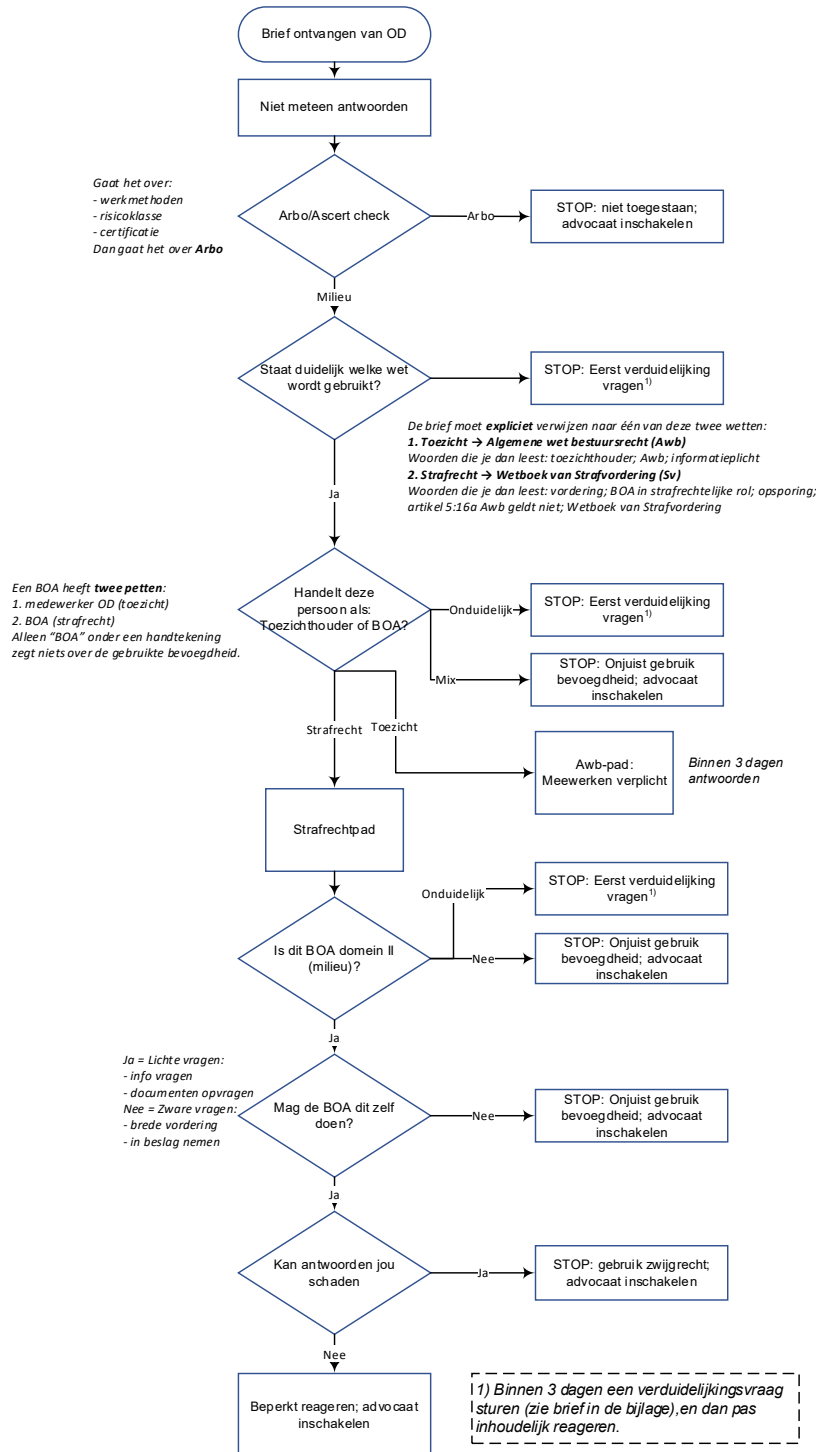 Brief ontvangen van OD
Niet meteen antwoorden
Gaat het over:
- werkmethoden
- risicoklasse
- certificatie
Dan gaat het over Arbo
Arbo/Ascert check
Arbo
STOP: niet toegestaan;
advocaat inschakelen
Milieu
Staat duidelijk welke wet
wordt gebruikt?
STOP: Eerst verduidelijking
vragen1)
De brief moet expliciet verwijzen naar één van deze twee wetten:
1. Toezicht → Algemene wet bestuursrecht (Awb)
Woorden die je dan leest: toezichthouder; Awb; informatieplicht
2. Strafrecht → Wetboek van Strafvordering (Sv)
Woorden die je dan leest: vordering; BOA in strafrechtelijke rol; opsporing;
artikel 5:16a Awb geldt niet; Wetboek van Strafvordering
Ja
Een BOA heeft twee petten:
1. medewerker OD (toezicht)
2. BOA (strafrecht)
Alleen “BOA” onder een handtekening
zegt niets over de gebruikte bevoegdheid.
Handelt deze
persoon als:
Toezichthouder of BOA?
Onduidelijk
STOP: Eerst verduidelijking
vragen1)
Mix
STOP: Onjuist gebruik
bevoegdheid; advocaat
inschakelen
Strafrecht
Toezicht
Awb-pad:
Meewerken verplicht
Binnen 3 dagen
antwoorden
Strafrechtpad
Onduidelijk
STOP: Eerst verduidelijking
vragen1)
Is dit BOA domein II
(milieu)?
Nee
STOP: Onjuist gebruik
bevoegdheid; advocaat
inschakelen
Ja
Ja = Lichte vragen:
- info vragen
- documenten opvragen
Nee = Zware vragen:
- brede vordering
- in beslag nemen
Mag de BOA dit zelf
doen?
Nee
STOP: Onjuist gebruik
bevoegdheid; advocaat
inschakelen
Ja
Kan antwoorden jou
schaden
Ja
STOP: gebruik zwijgrecht;
advocaat inschakelen
Nee
Beperkt reageren; advocaat
inschakelen
1) Binnen 3 dagen een verduidelijkingsvraag
sturen (zie brief in de bijlage),en dan pas
inhoudelijk reageren.